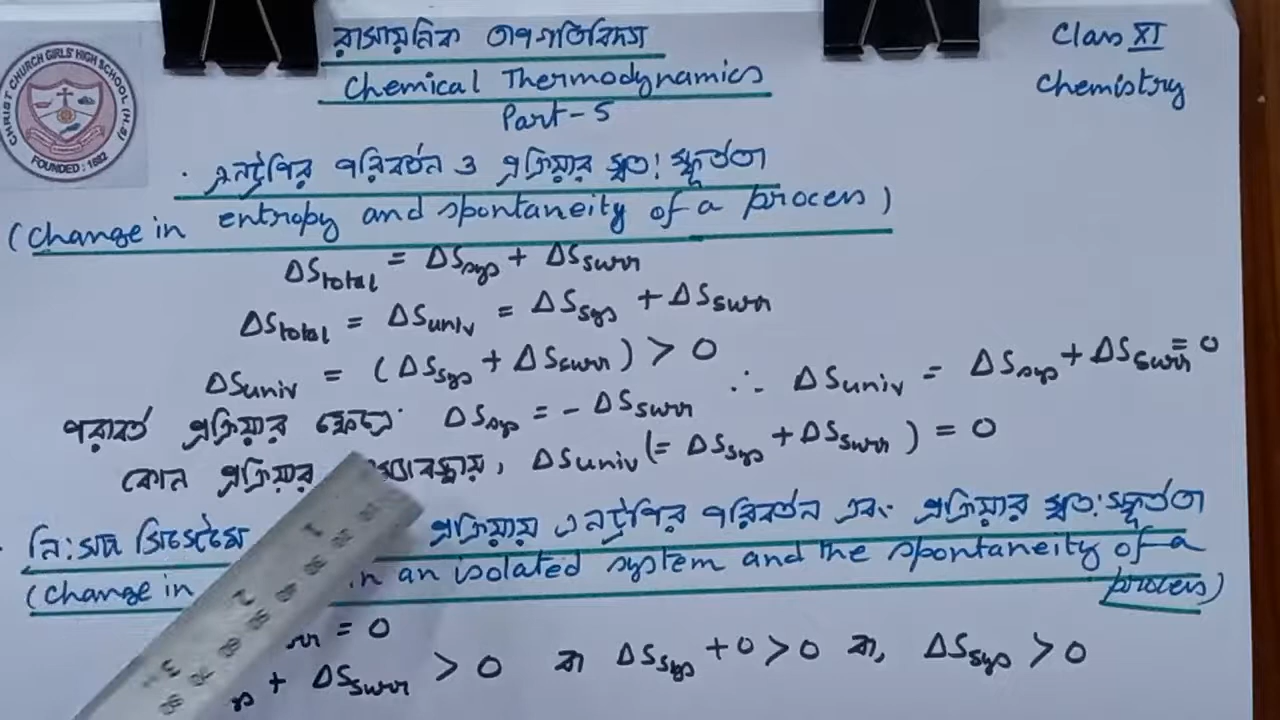 CHRIST CHURCH GIRLS' HIGH SCHOOL (H.S)
FOUNDED : 1882
রাসায়নিক তাপগতিবিদ্যা
Class XI
Chemical Thermodynamics
Chemistry
Part-5
এনট্রপির পরিবর্তন ও প্রক্রিয়ার স্বতঃস্ফূর্ততা
(Change in entropy and spontaneity of a process)
ΔStotal = ΔSsys + ΔSsurr
ΔStotal = ΔSuniv = ΔSsys + ΔSsurr
ΔSuniv = (ΔSsys + ΔSsurr) > 0
পরাবর্ত প্রক্রিয়ার ক্ষেত্রে ΔSsys = - ΔSsurr ∴ ΔSuniv = ΔSsys + ΔSsurr = 0
কোন প্রক্রিয়ার , ΔSuniv (= ΔSsys + ΔSsurr) = 0
নি:সঙ্গ সিস্টেমে প্রক্রিয়ায় এনট্রপির পরিবর্তন এবং প্রক্রিয়ার স্বতঃস্ফূর্ততা
(Change in in an isolated system and the spontaneity of a process)
= 0
+ ΔSsurr > 0 বা ΔSsys + 0 > 0 বা, ΔSsys > 0